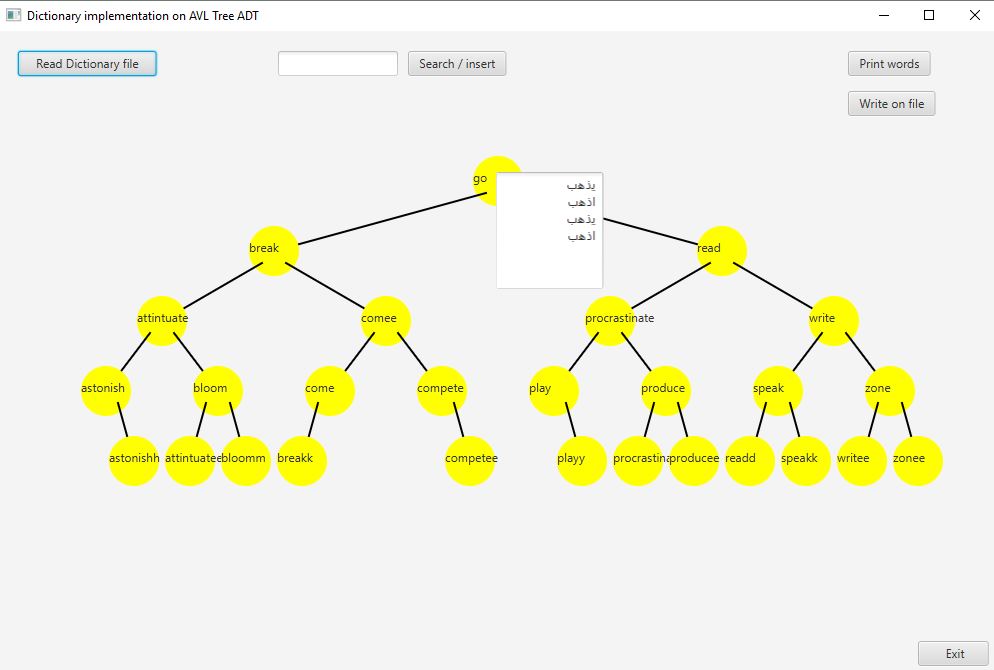 Dictionary implementation on AVL Tree ADT
Read Dictionary file
Search / insert
Print words
Write on file
go
يذهب
اذهب
يذهب
اذهب
break
read
attintuate
comee
procrastinate
write
astonish
bloom
come
compete
play
produce
speak
zone
astonishh
attintuatee
bloomm
breakk
competee
playy
procrastina
producee
readd
speakk
writee
zonee
Exit